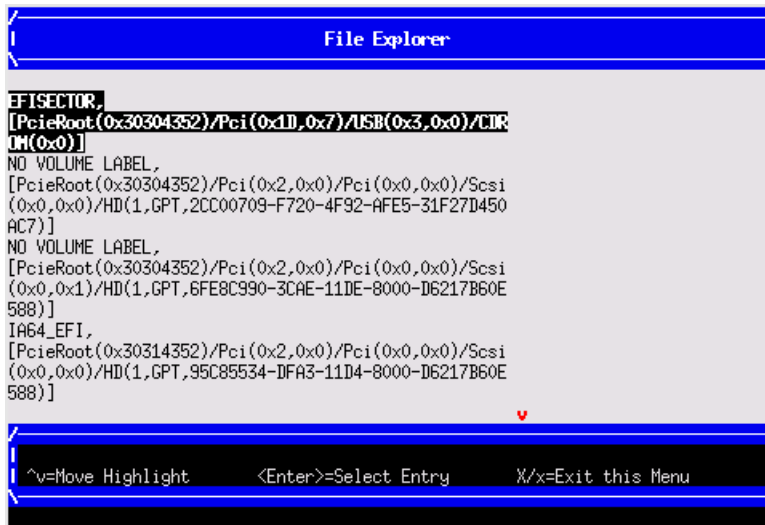 File Explorer
EFISECTOR,
[PcieRoot(0x30304352)/Pci(0x1D,0x7)/USB(0x3,0x0)/CDR
OM(0x0)]
NO VOLUME LABEL,
[PcieRoot(0x30304352)/Pci(0x2,0x0)/Pci(0x0,0x0)/Scsi
(0x0,0x0)/HD(1,GPT,2CC00709-F720-4F92-AFE5-31F27D450
AC7)]
NO VOLUME LABEL,
[PcieRoot(0x30304352)/Pci(0x2,0x0)/Pci(0x0,0x0)/Scsi
(0x0,0x1)/HD(1,GPT,6FE8C990-3CAE-11DE-8000-D6217B60E
588)]
IA64_EFI,
[PcieRoot(0x30314352)/Pci(0x2,0x0)/Pci(0x0,0x0)/Scsi
(0x0,0x0)/HD(1,GPT,95C85534-DFA3-11D4-8000-D6217B60E
588)]
v
^v=Move Highlight <Enter>=Select Entry X/x=Exit this Menu